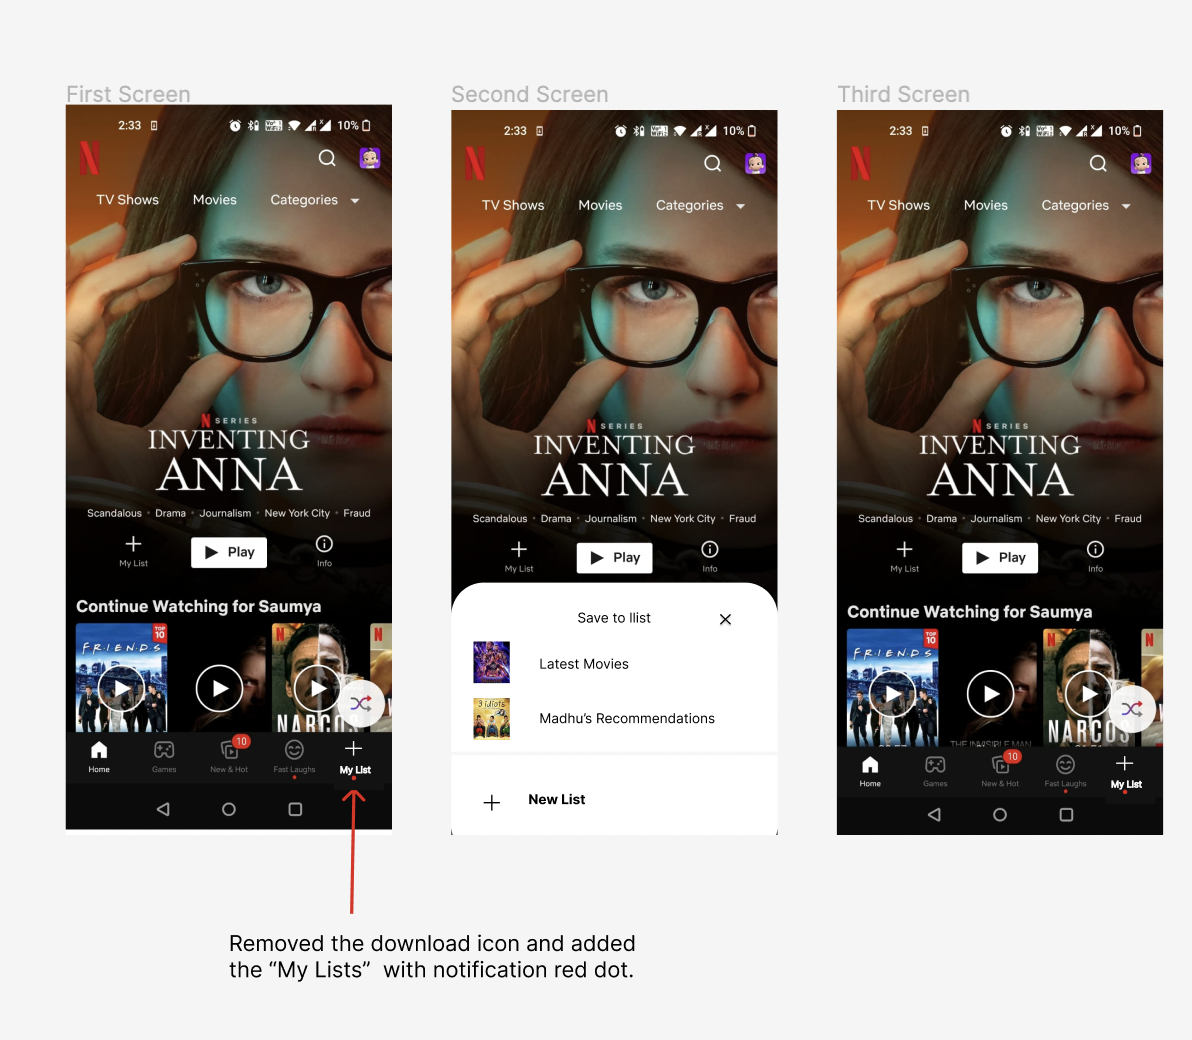 First Screen
2:33 10%
N
TV Shows Movies Categories
N SERIES
INVENTING
ANNA
Scandalous • Drama • Journalism • New York City • Fraud
My List Play Info
Continue Watching for Saumya
TOP
10
FRIENDS
N
N
NARCOS
10
Home Games New & Hot Fast Laughs My List
Second Screen
2:33 10%
N
TV Shows Movies Categories
N SERIES
INVENTING
ANNA
Scandalous • Drama • Journalism • New York City • Fraud
My List Play Info
Save to llist
Latest Movies
3 idiots
Madhu's Recommendations
New List
Third Screen
2:33 10%
N
TV Shows Movies Categories
N SERIES
INVENTING
ANNA
Scandalous • Drama • Journalism • New York City • Fraud
My List Play Info
Continue Watching for Saumya
TOP
10
FRIENDS
N
N
NARCOS
THE INVISIBLE MAN
10
Home Games New & Hot Fast Laughs My List
Removed the download icon and added
the “My Lists” with notification red dot.